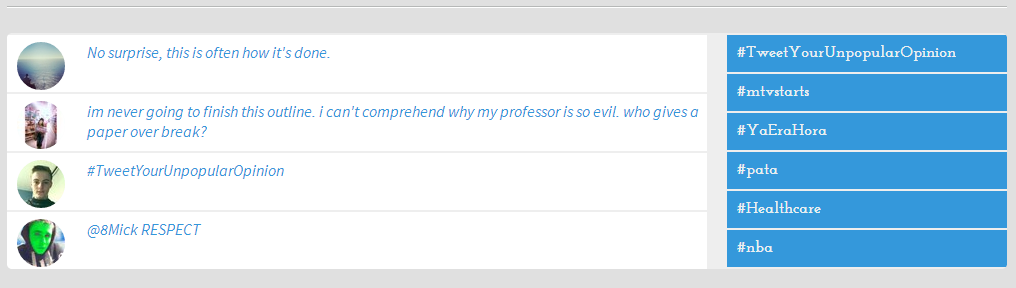 No surprise, this is often how it's done.
im never going to finish this outline. i can't comprehend why my professor is so evil. who gives a
paper over break?
#TweetYourUnpopularOpinion
@8Mick RESPECT
#TweetYourUnpopularOpinion
#mtvstarts
#YaEraHora
#pata
#Healthcare
#nba